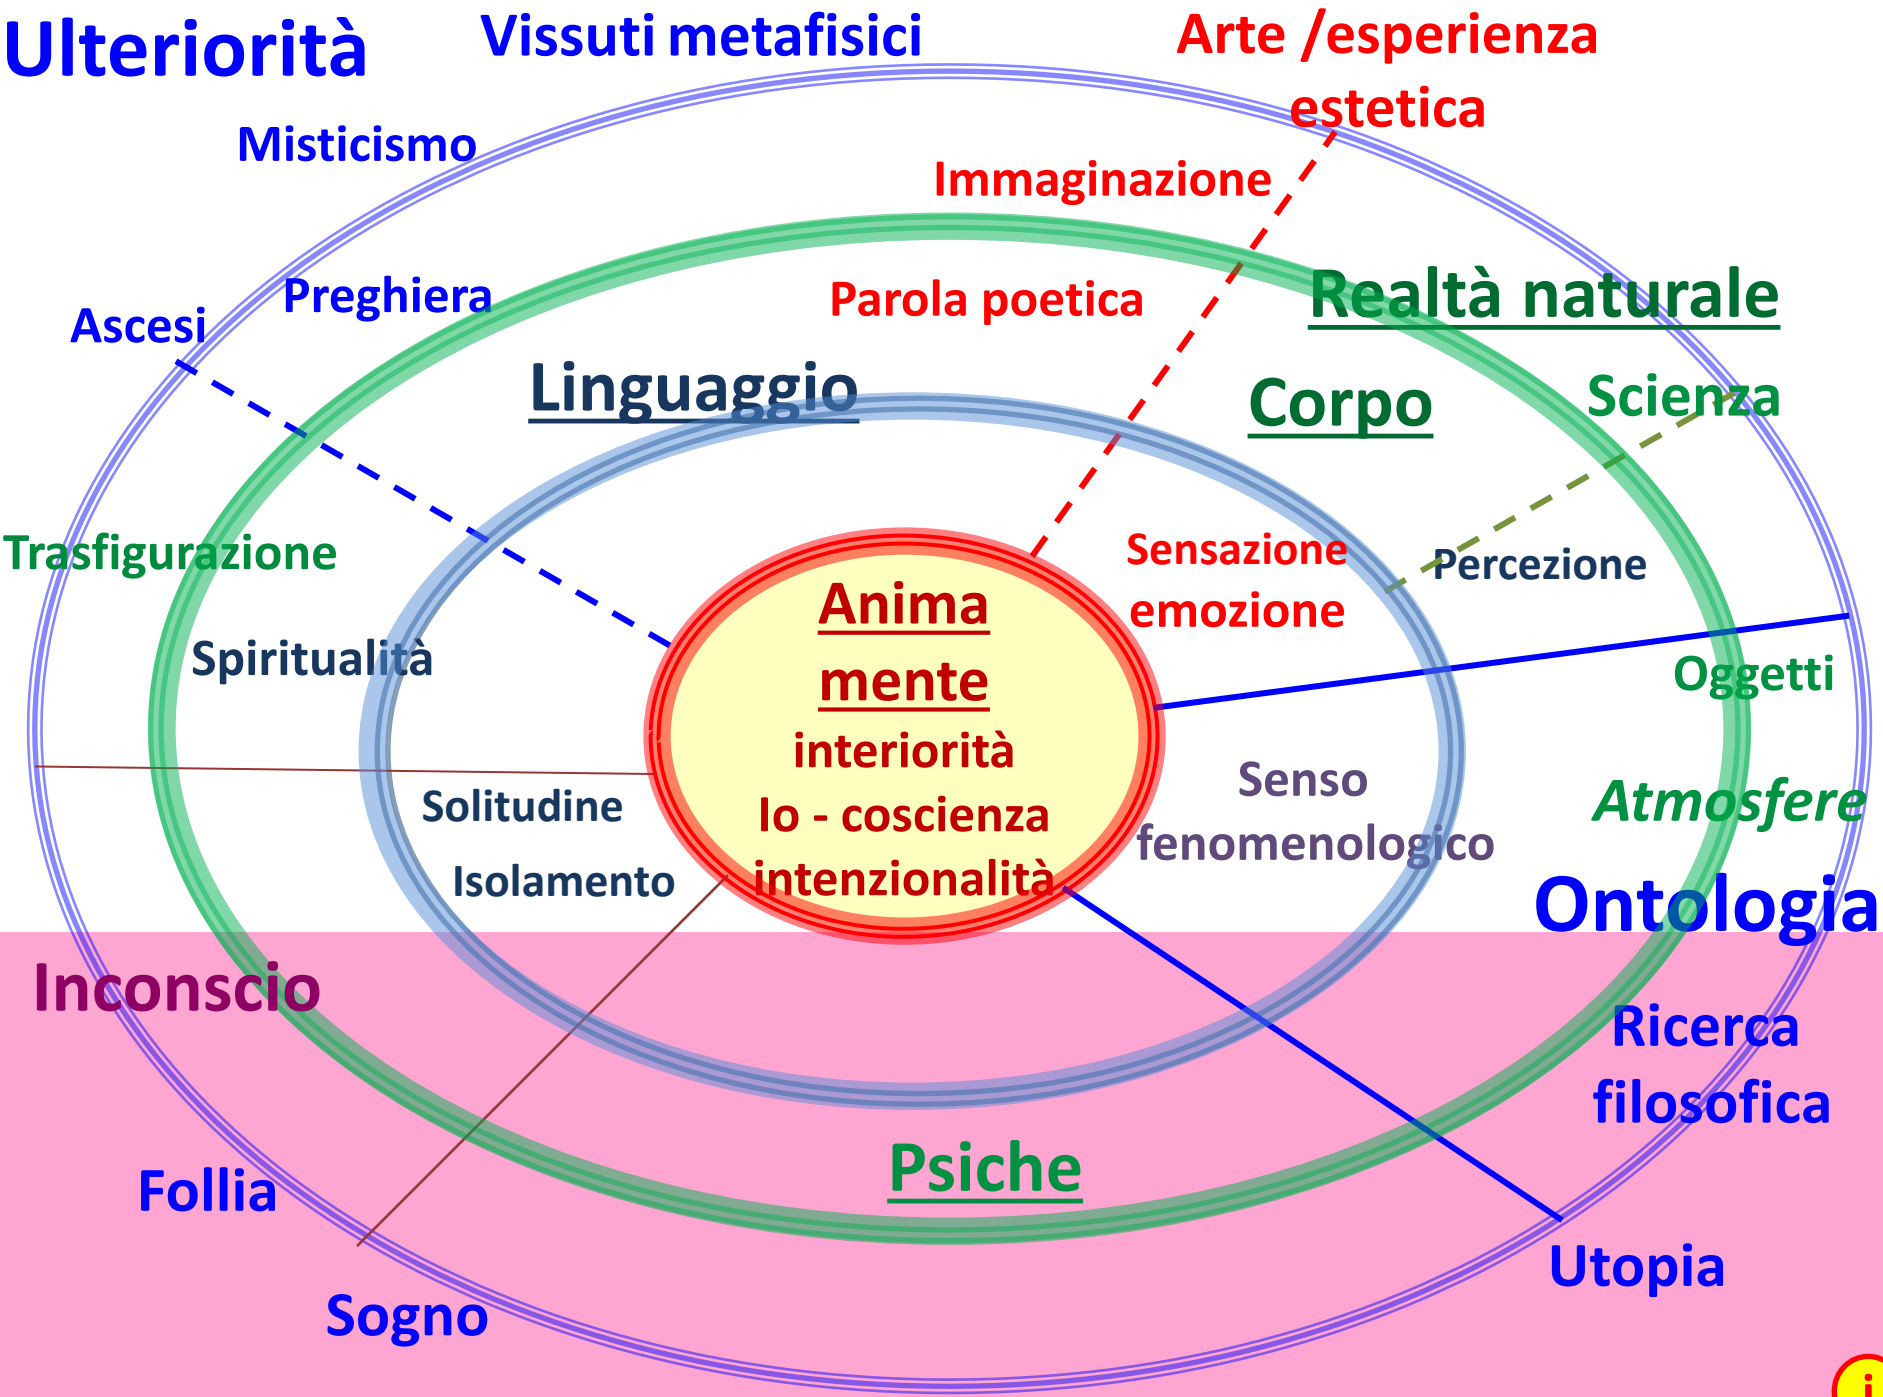 Ulteriorità
Vissuti metafisici
Arte /esperienza
estetica
Misticismo
Immaginazione
Preghiera
Ascesi
Parola poetica
Realtà naturale
Linguaggio
Corpo
Scienza
Trasfigurazione
Sensazione
emozione
Percezione
Spiritualità
Anima
mente
interiorità
Io - coscienza
intenzionalità
Oggetti
Solitudine
Isolamento
Senso
fenomenologico
Atmosfere
Ontologia
Inconscio
Ricerca
filosofica
Psiche
Follia
Utopia
Sogno
i